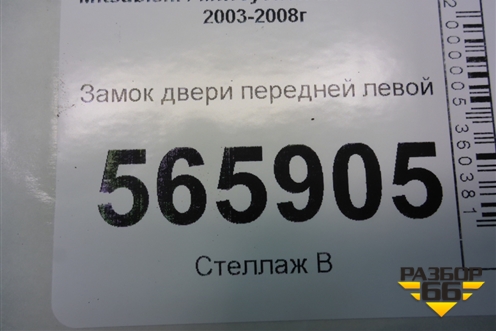 2003-2008г
Замок двери передней левой
565905
Стеллаж В
2000005360381
РАЗБОР
66